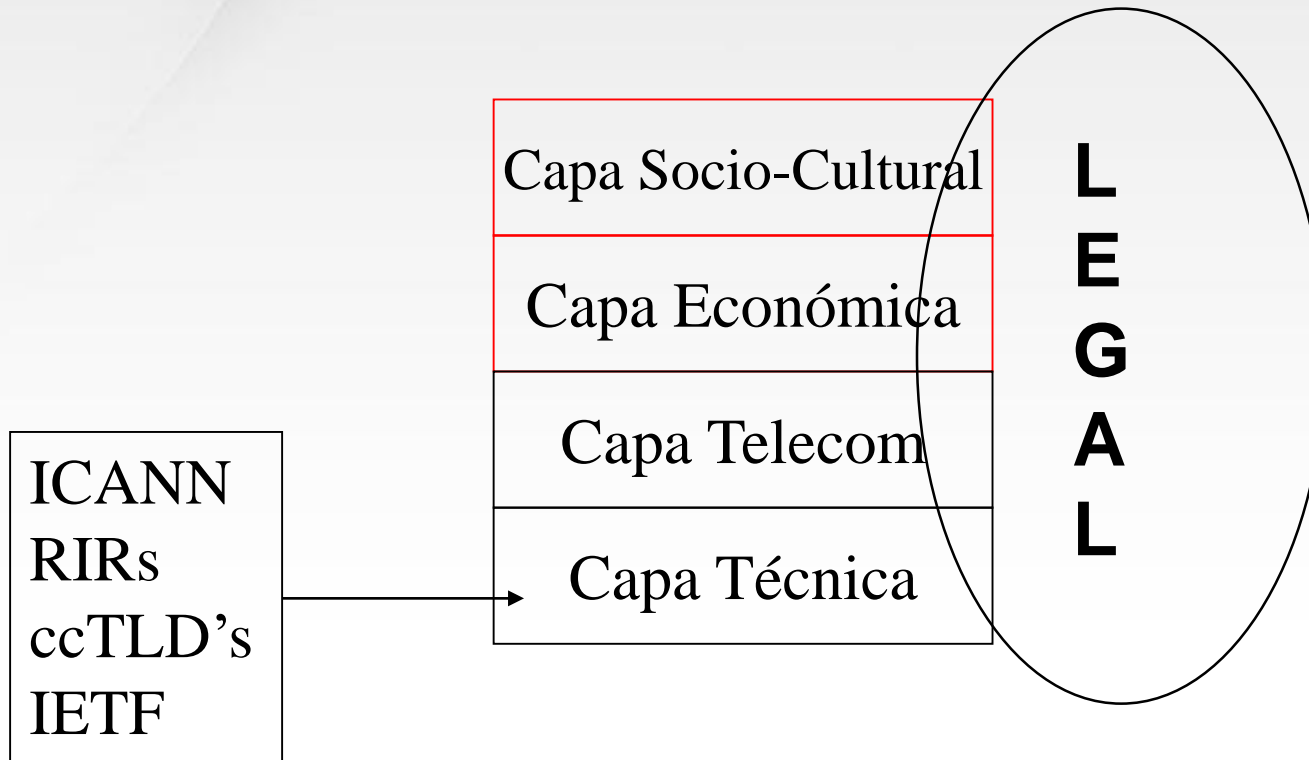 Capa Socio-Cultural
Capa Económica
Capa Telecom
Capa Técnica
L
E
G
A
L
ICANN
RIRs
ccTLD’s
IETF